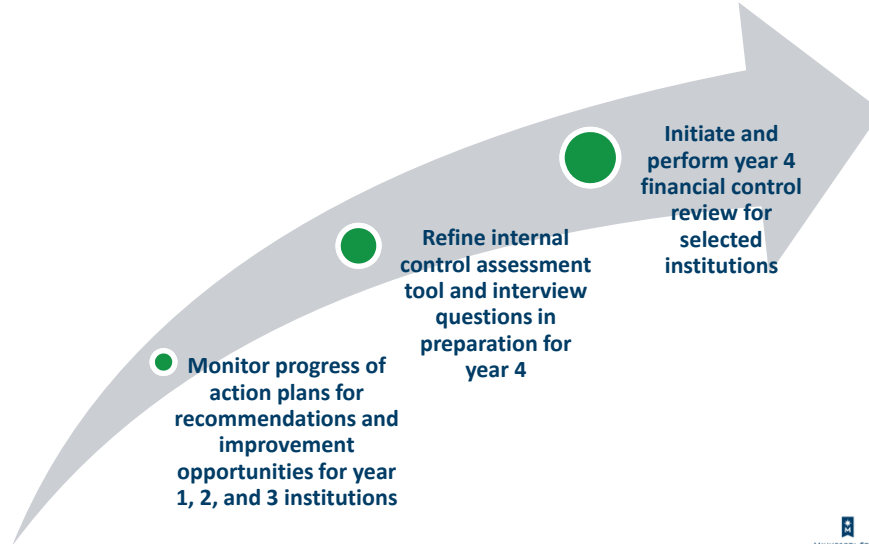 Initiate and
perform year 4
financial control
review for
selected
institutions
Refine internal
control assessment
tool and interview
questions in
preparation for
year 4
Monitor progress of
action plans for
recommendations and
improvement
opportunities for year
1, 2, and 3 institutions